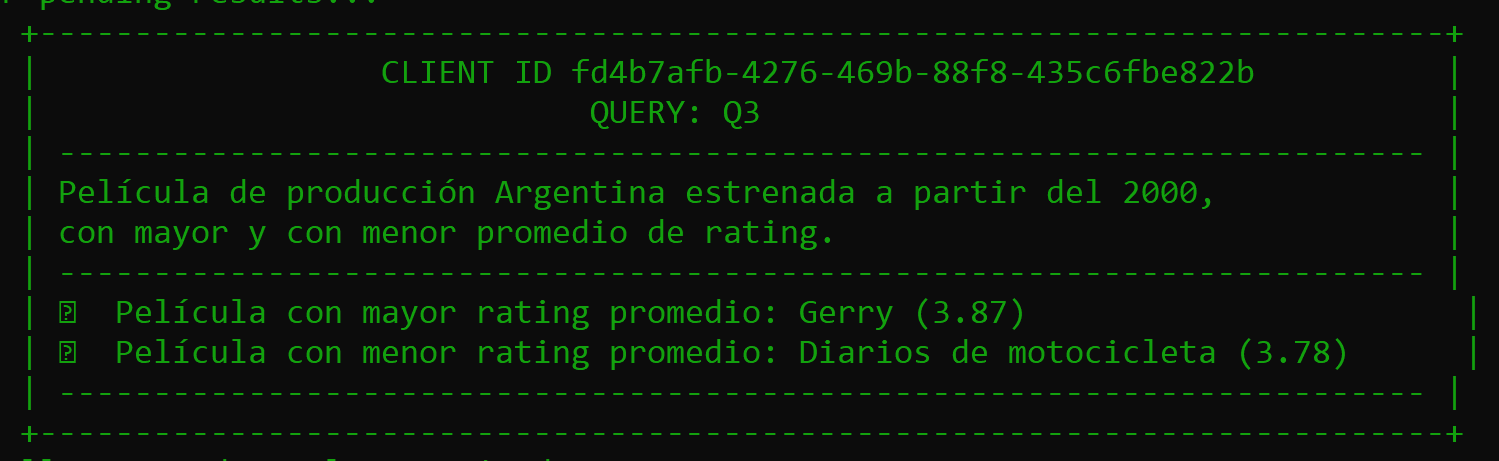 pending results...
CLIENT ID fd4b7afb-4276-469b-88f8-435c6fbe822b
QUERY: Q3
Película de producción Argentina estrenada a partir del 2000,
con mayor y con menor promedio de rating.
Película con mayor rating promedio: Gerry (3.87)
Película con menor rating promedio: Diarios de motocicleta (3.78)